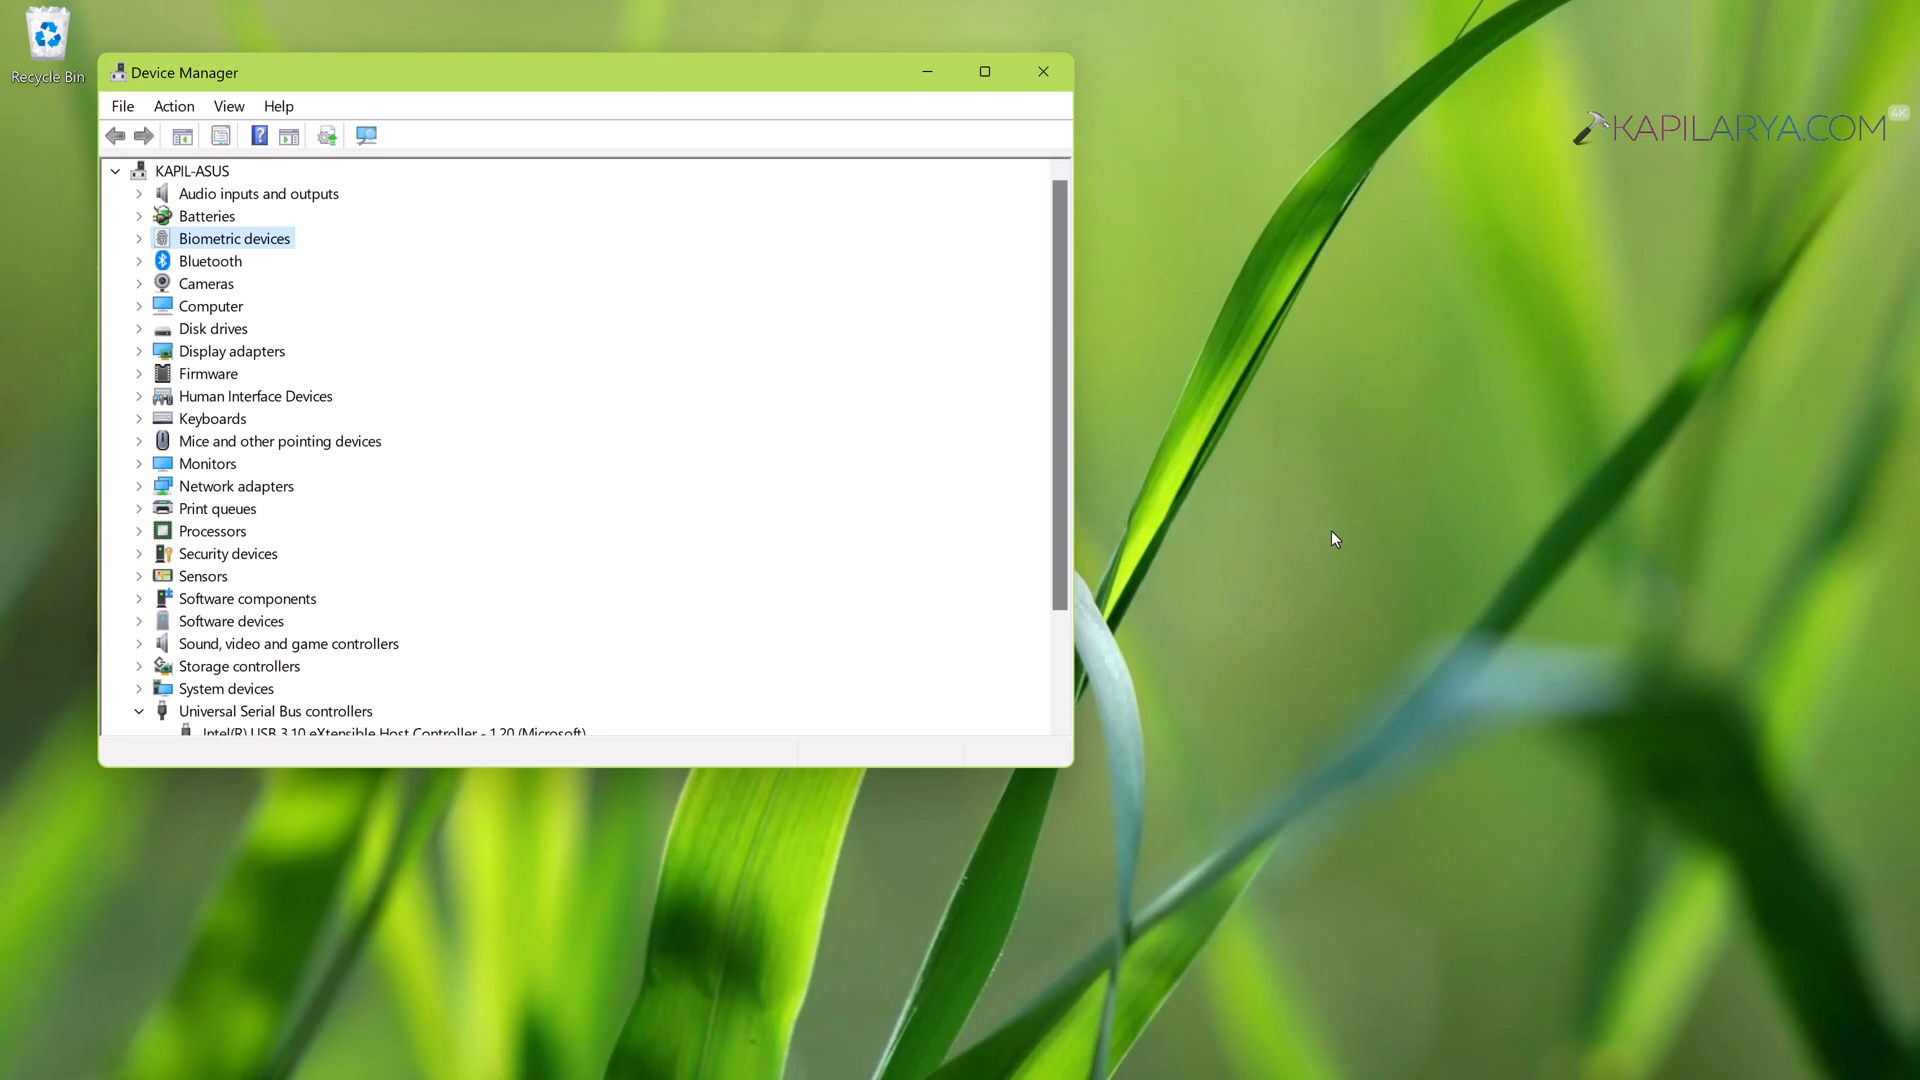 Recycle Bin
Device Manager
File Action View Help
KAPILARYA.COM
4K
KAPIL-ASUS
Audio inputs and outputs
Batteries
Biometric devices
Bluetooth
Cameras
Computer
Disk drives
Display adapters
Firmware
Human Interface Devices
Keyboards
Mice and other pointing devices
Monitors
Network adapters
Print queues
Processors
Security devices
Sensors
Software components
Software devices
Sound, video and game controllers
Storage controllers
System devices
Universal Serial Bus controllers
Intel(R) USB 3.10 eXtensible Host Controller - 1.20 (Microsoft)